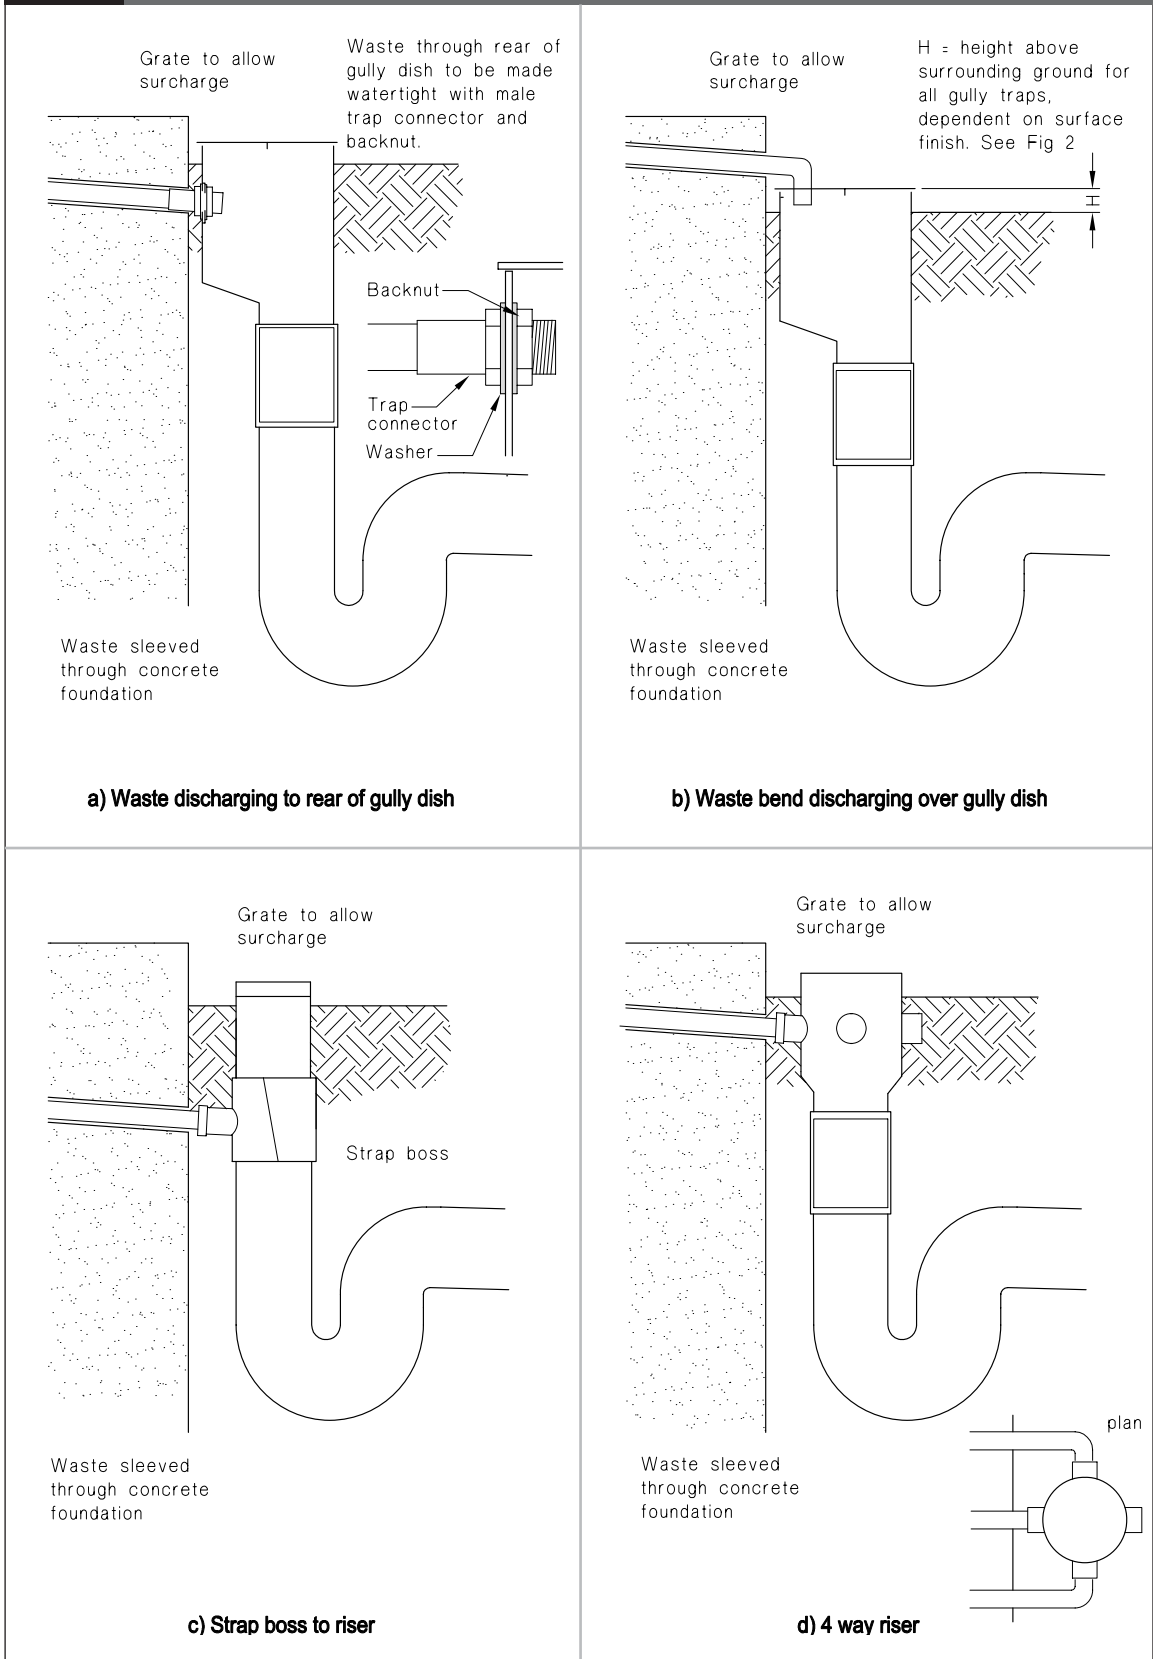 Grate to allow
surcharge
Waste through rear of
gully dish to be made
watertight with male
trap connector and
backnut.
Backnut
Trap
connector
Washer
Waste sleeved
through concrete
foundation
a) Waste discharging to rear of gully dish
Grate to allow
surcharge
H = height above
surrounding ground for
all gully traps,
dependent on surface
finish. See Fig 2
H
Waste sleeved
through concrete
foundation
b) Waste bend discharging over gully dish
Grate to allow
surcharge
Strap boss
Waste sleeved
through concrete
foundation
c) Strap boss to riser
Grate to allow
surcharge
plan
Waste sleeved
through concrete
foundation
d) 4 way riser